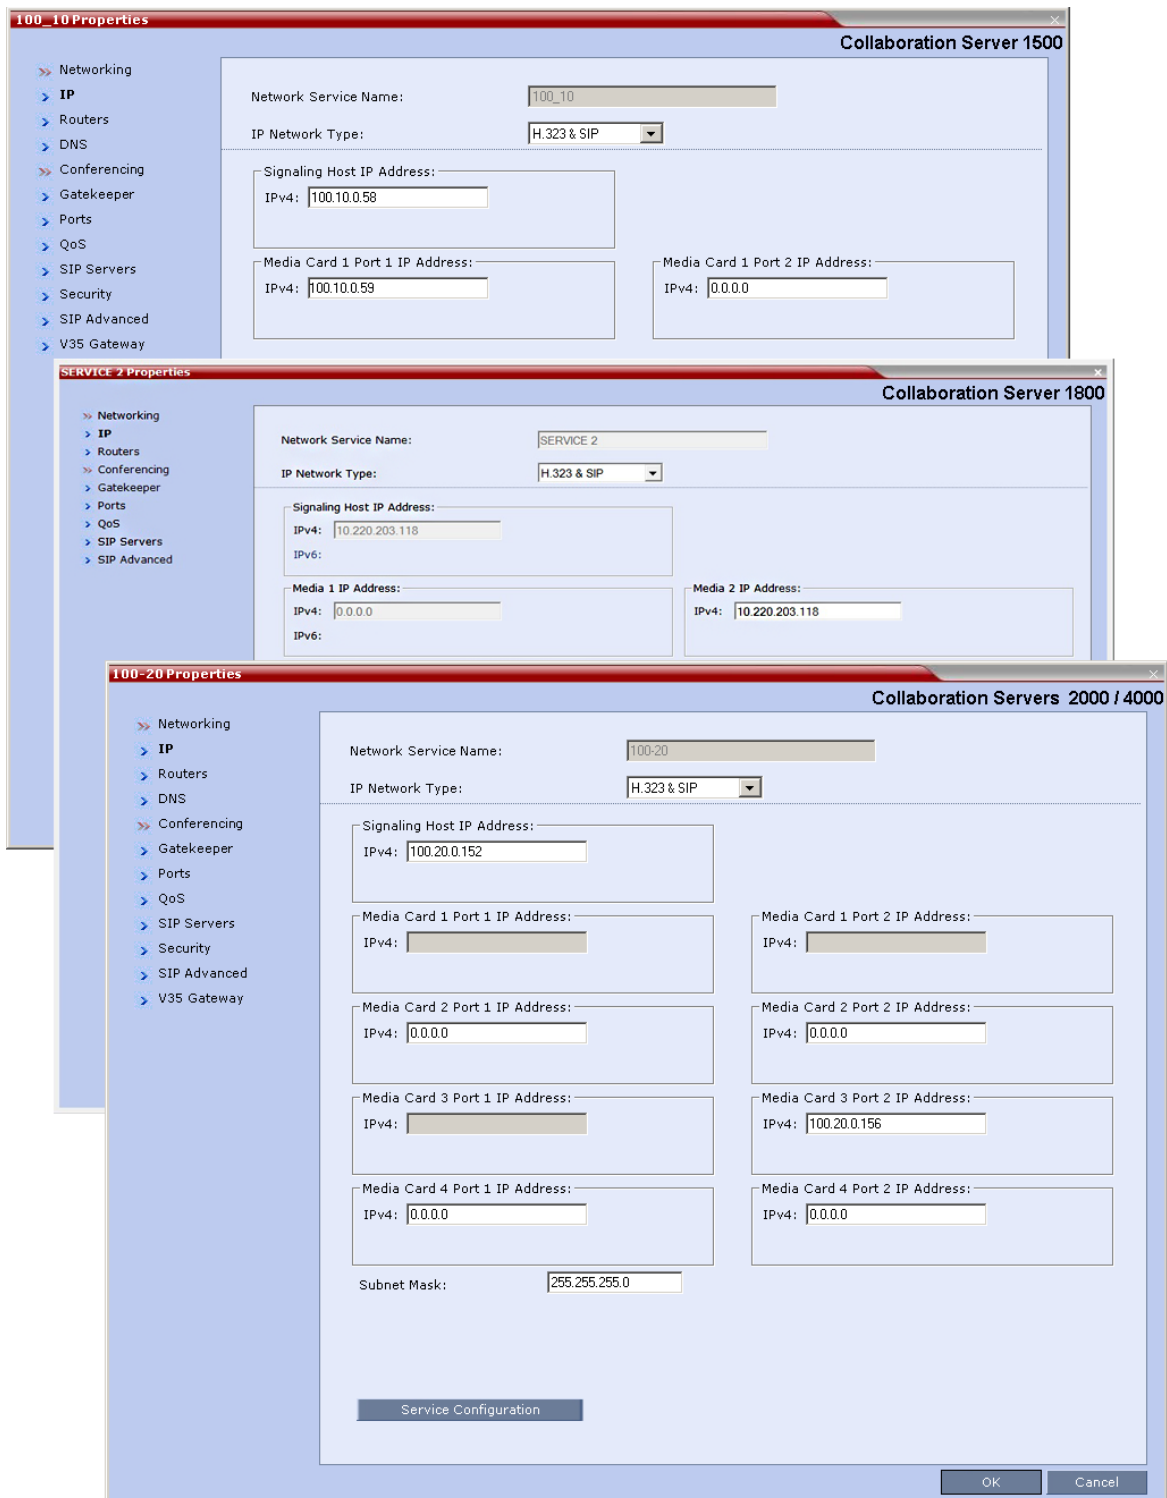 100_10 Properties
Collaboration Server 1500
Networking
IP
Routers
DNS
Conferencing
Gatekeeper
Ports
QoS
SIP Servers
Security
SIP Advanced
V35 Gateway
Network Service Name: 100_10
IP Network Type: H.323 & SIP
Signaling Host IP Address:
IPv4: 100.10.0.58
Media Card 1 Port 1 IP Address: Media Card 1 Port 2 IP Address:
IPv4: 100.10.0.59 IPv4: 0.0.0.0
SERVICE 2 Properties
Collaboration Server 1800
Networking
IP
Routers
Conferencing
Gatekeeper
Ports
QoS
SIP Servers
SIP Advanced
Network Service Name: SERVICE 2
IP Network Type: H.323 & SIP
Signaling Host IP Address:
IPv4: 10.220.203.118
IPv6:
Media 1 IP Address: Media 2 IP Address:
IPv4: 0.0.0.0 IPv4: 10.220.203.118
IPv6:
100-20 Properties
Collaboration Servers 2000 / 4000
Networking
IP
Routers
DNS
Conferencing
Gatekeeper
Ports
QoS
SIP Servers
Security
SIP Advanced
V35 Gateway
Network Service Name: 100-20
IP Network Type: H.323 & SIP
Signaling Host IP Address:
IPv4: 100.20.0.152
Media Card 1 Port 1 IP Address: Media Card 1 Port 2 IP Address:
IPv4: IPv4:
Media Card 2 Port 1 IP Address: Media Card 2 Port 2 IP Address:
IPv4: 0.0.0.0 IPv4: 0.0.0.0
Media Card 3 Port 1 IP Address: Media Card 3 Port 2 IP Address:
IPv4: IPv4: 100.20.0.156
Media Card 4 Port 1 IP Address: Media Card 4 Port 2 IP Address:
IPv4: 0.0.0.0 IPv4: 0.0.0.0
Subnet Mask: 255.255.255.0
Service Configuration
OK Cancel